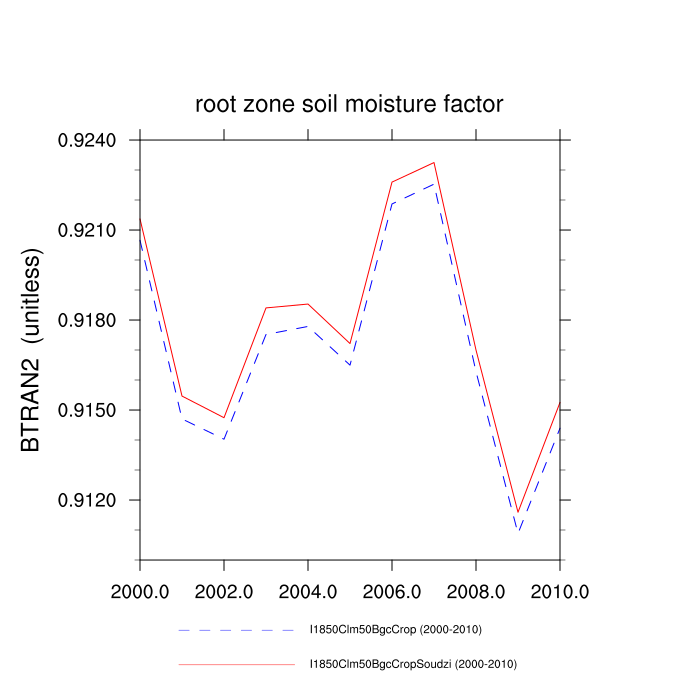 root zone soil moisture factor
BTRAN2 (unitless)
0.9240
0.9210
0.9180
0.9150
0.9120
2000.0 2002.0 2004.0 2006.0 2008.0 2010.0
I1850Clm50BgcCrop (2000-2010)
I1850Clm50BgcCropSoudzi (2000-2010)